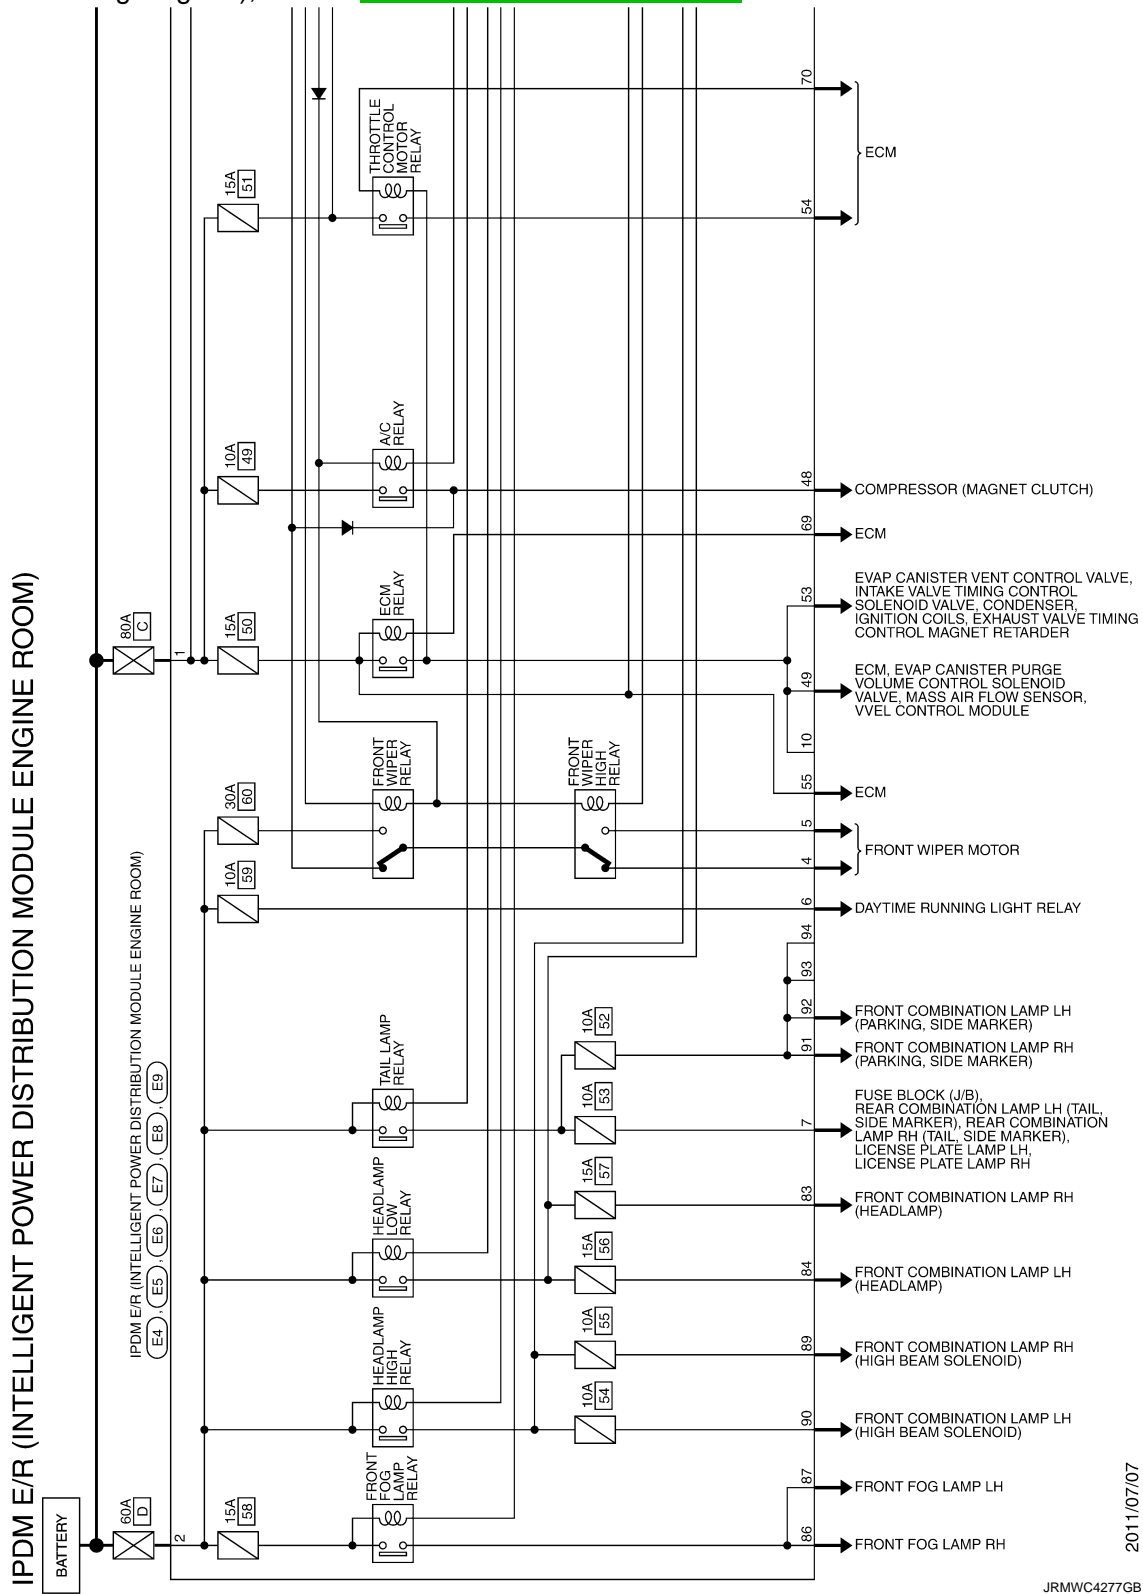 IPDM E/R (INTELLIGENT POWER DISTRIBUTION MODULE ENGINE ROOM)
BATTERY
IPDM E/R (INTELLIGENT POWER DISTRIBUTION MODULE ENGINE ROOM)
E4 , E5 , E6 , E7 , E8 , E9
60A
D
80A
C
2
1
15A
58
10A
59
30A
60
15A
50
10A
49
15A
51
FRONT
FOG
LAMP
RELAY
HEADLAMP
HIGH
RELAY
HEADLAMP
LOW
RELAY
TAIL LAMP
RELAY
FRONT
WIPER
RELAY
FRONT
WIPER
HIGH
RELAY
ECM
RELAY
A/C
RELAY
THROTTLE
CONTROL
MOTOR
RELAY
10A
54
10A
55
15A
56
15A
57
10A
53
10A
52
70
54
ECM
48
COMPRESSOR (MAGNET CLUTCH)
69
ECM
53
EVAP CANISTER VENT CONTROL VALVE,
INTAKE VALVE TIMING CONTROL
SOLENOID VALVE, CONDENSER,
IGNITION COILS, EXHAUST VALVE TIMING
CONTROL MAGNET RETARDER
49
ECM, EVAP CANISTER PURGE
VOLUME CONTROL SOLENOID
VALVE, MASS AIR FLOW SENSOR,
VVEL CONTROL MODULE
10
55
ECM
5
4
FRONT WIPER MOTOR
6
DAYTIME RUNNING LIGHT RELAY
94
93
92
FRONT COMBINATION LAMP LH
(PARKING, SIDE MARKER)
91
FRONT COMBINATION LAMP RH
(PARKING, SIDE MARKER)
7
FUSE BLOCK (J/B),
REAR COMBINATION LAMP LH (TAIL,
SIDE MARKER), REAR COMBINATION
LAMP RH (TAIL, SIDE MARKER),
LICENSE PLATE LAMP LH,
LICENSE PLATE LAMP RH
83
FRONT COMBINATION LAMP RH
(HEADLAMP)
84
FRONT COMBINATION LAMP LH
(HEADLAMP)
89
FRONT COMBINATION LAMP RH
(HIGH BEAM SOLENOID)
90
FRONT COMBINATION LAMP LH
(HIGH BEAM SOLENOID)
87
FRONT FOG LAMP LH
86
FRONT FOG LAMP RH
2011/07/07
JRMWC4277GB